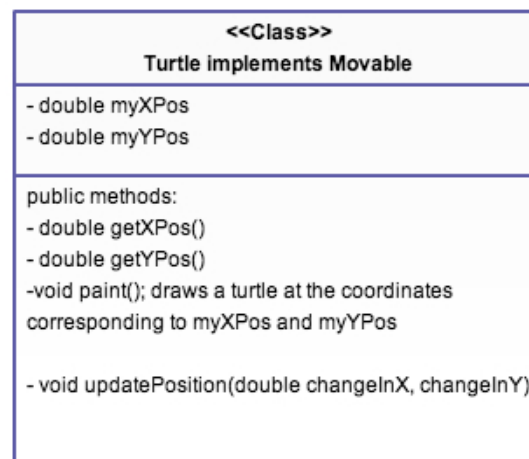 <<Class>>
Turtle implements Movable
- double myXPos
- double myYPos
public methods:
- double getXPos()
- double getYPos()
-void paint(); draws a turtle at the coordinates
corresponding to myXPos and myYPos
- void updatePosition(double changeInX, changeInY)